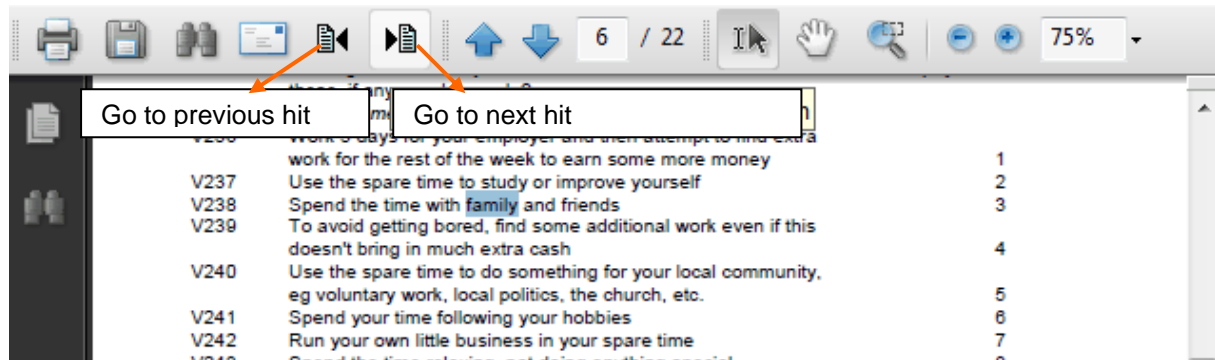 6 / 22 75%
Go to previous hit
Go to next hit
work for the rest of the week to earn some more money 1
V237 Use the spare time to study or improve yourself 2
V238 Spend the time with family and friends 3
V239 To avoid getting bored, find some additional work even if this
doesn't bring in much extra cash 4
V240 Use the spare time to do something for your local community,
eg voluntary work, local politics, the church, etc. 5
V241 Spend your time following your hobbies 6
V242 Run your own little business in your spare time 7